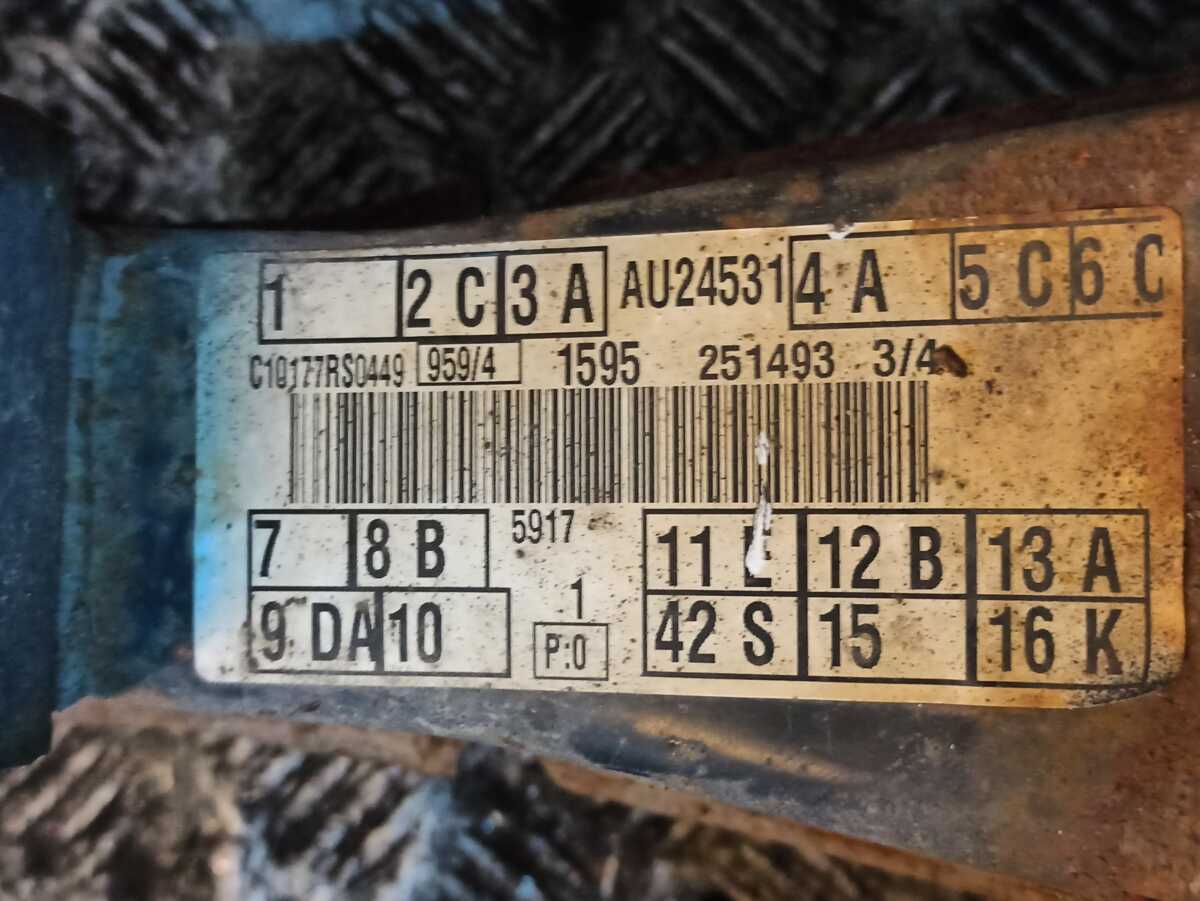 1 2 C 3 A AU24531 4 A 5 C 6 C
C10177RS0449 959/4 1595 251493 3/4
7 8 B 5917 11 E 12 B 13 A
1
9 DA 10 P:0 42 S 15 16 K